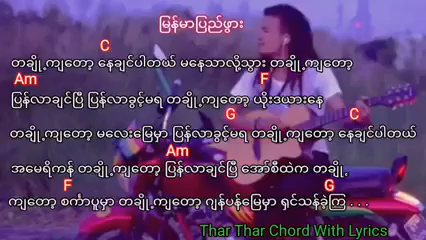 မြန်မာပြည်ဖွား
C
တချို့ကျတော့ နေချင်ပါတယ် မနေသာလို့သွား တချို့ကျတော့
Am F
ပြန်လာချင်ပြီ ပြန်လာခွင့်မရ တချို့ကျတော့ ယိုးဒယားနေ
G C
တချို့ကျတော့ မလေးမြေမှာ ပြန်လာခွင့်မရ တချို့ကျတော့ နေချင်ပါတယ်
Am
အမေရိကန် တချို့ကျတော့ ပြန်လာချင်ပြီ အော်စီထဲက တချို့
F G
ကျတော့ စင်္ကာပူမှာ တချို့ကျတော့ ဂျန်ပန်မြေမှာ ရှင်သန်ခဲ့ကြ . . .
Thar Thar Chord With Lyrics